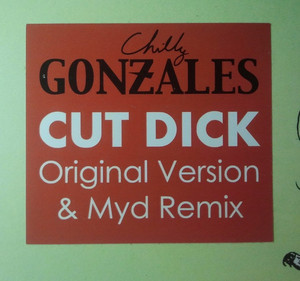 Chilly
GONZALES
CUT DICK
Original Version
& Myd Remix